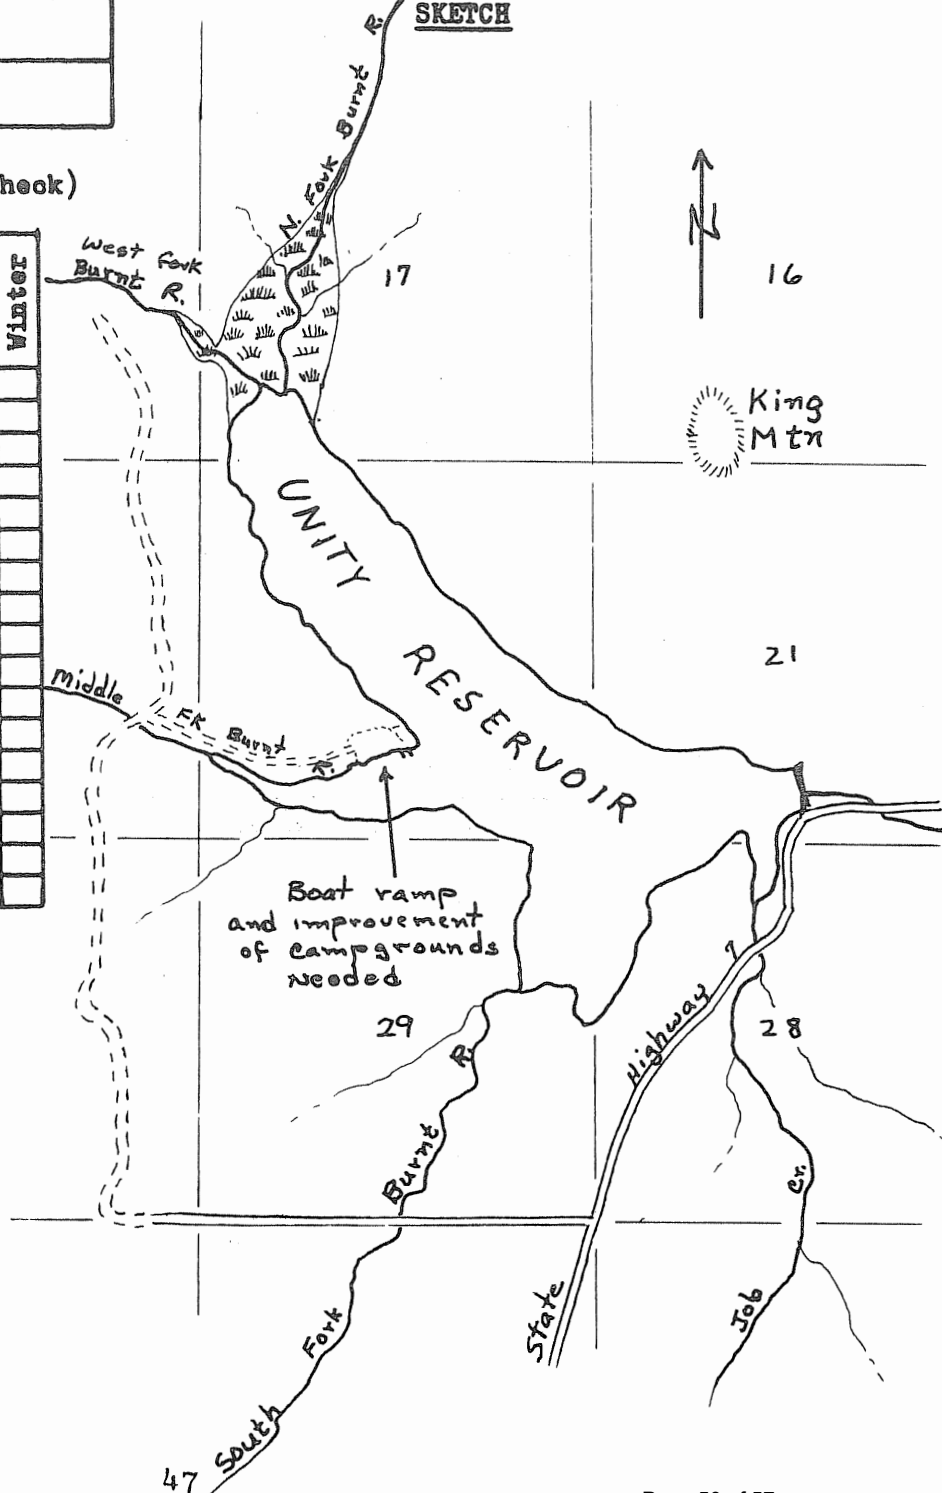 SKETCH
N. Fork Burnt R.
heck)
West Fork
Burnt R.
Winter
17
16
N
King
Mtn
UNITY RESERVOIR
21
Middle FK Burnt R.
Boat ramp
and improvement
of campgrounds
Needed
29
28
State Highway 7
South Fork Burnt R.
Job Cr.
47